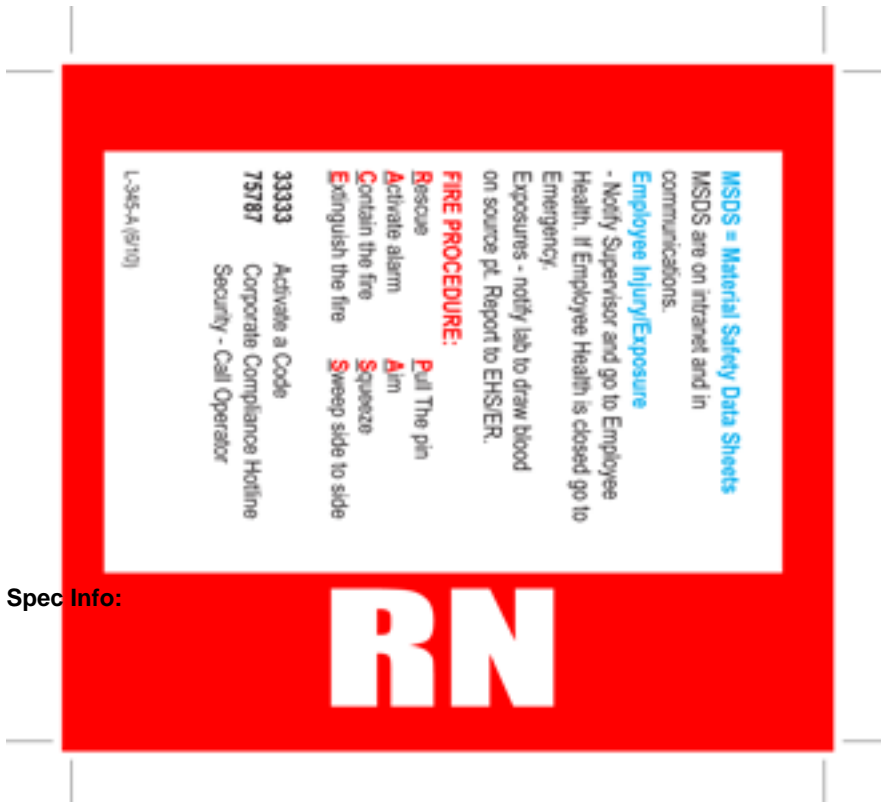 MSDS = Material Safety Data Sheets
MSDS are on intranet and in
communications.
Employee Injury/Exposure
- Notify Supervisor and go to Employee
Health. If Employee Health is closed go to
Emergency.
Exposures - notify lab to draw blood
on source pt. Report to EHS/ER.
FIRE PROCEDURE:
Rescue Pull The pin
Activate alarm Aim
Contain the fire Squeeze
Extinguish the fire Sweep side to side
33333 Activate a Code
75787 Corporate Compliance Hotline
Security - Call Operator
L-345-A (6/10)
Spec Info:
RN